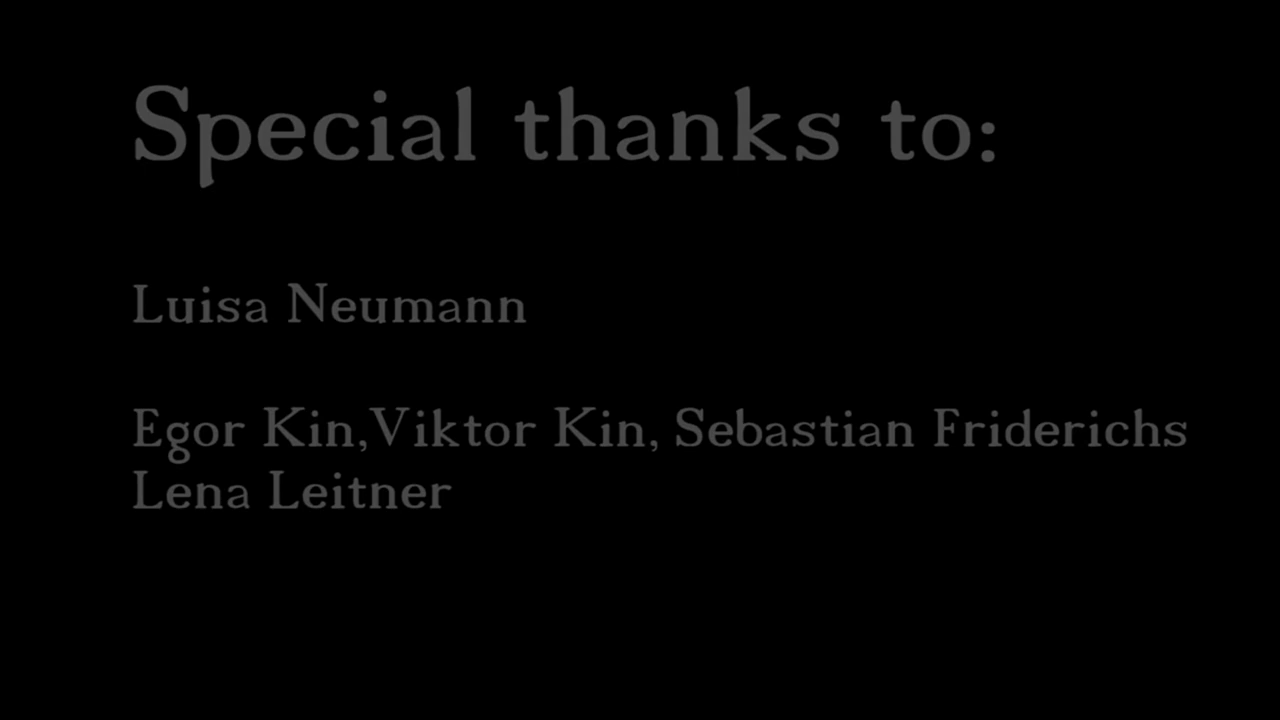 Special thanks to:
Luisa Neumann
Egor Kin,Viktor Kin, Sebastian Friderichs
Lena Leitner